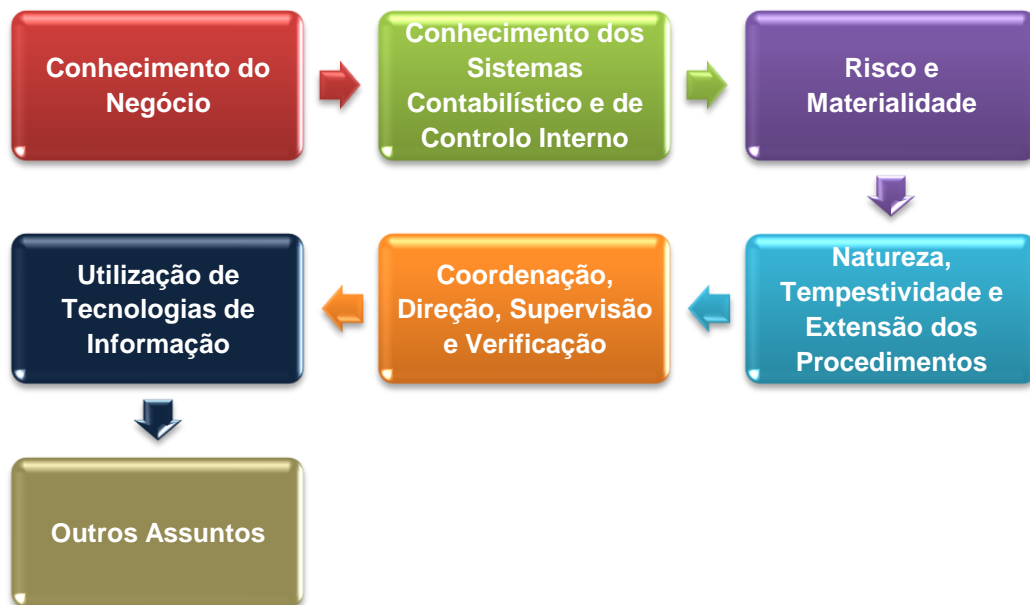 Conhecimento do
Negócio
Conhecimento dos
Sistemas
Contabilístico e de
Controlo Interno
Risco e
Materialidade
Natureza,
Tempestividade e
Extensão dos
Procedimentos
Coordenação,
Direção, Supervisão
e Verificação
Utilização de
Tecnologias de
Informação
Outros Assuntos